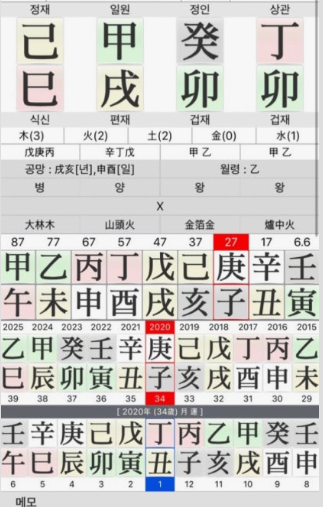 정재 일원 정인 상관
己 甲 癸 丁
巳 戌 卯 卯
식신 편재 겁재 겁재
木(3) 火(2) 土(2) 金(0) 水(1)
戊庚丙 辛丁戊 甲 乙 甲 乙
공망 : 戌亥[년],申酉[일] 월령 : 乙
병 양 왕 왕
X
大林木 山頭火 金箔金 爐中火
87 77 67 57 47 37 27 17 6.6
甲 乙 丙 丁 戊 己 庚 辛 壬
午 未 申 酉 戌 亥 子 丑 寅
2025 2024 2023 2022 2021 2020 2019 2018 2017 2016 2015
乙 甲 癸 壬 辛 庚 己 戊 丁 丙 乙
巳 辰 卯 寅 丑 子 亥 戌 酉 申 未
39 38 37 36 35 34 33 32 31 30 29
[ 2020年 (34歲) 月 運 ]
壬 辛 庚 己 戊 丁 丙 乙 甲 癸 壬
午 巳 辰 卯 寅 丑 子 亥 戌 酉 申
6 5 4 3 2 1 12 11 10 9 8
메모